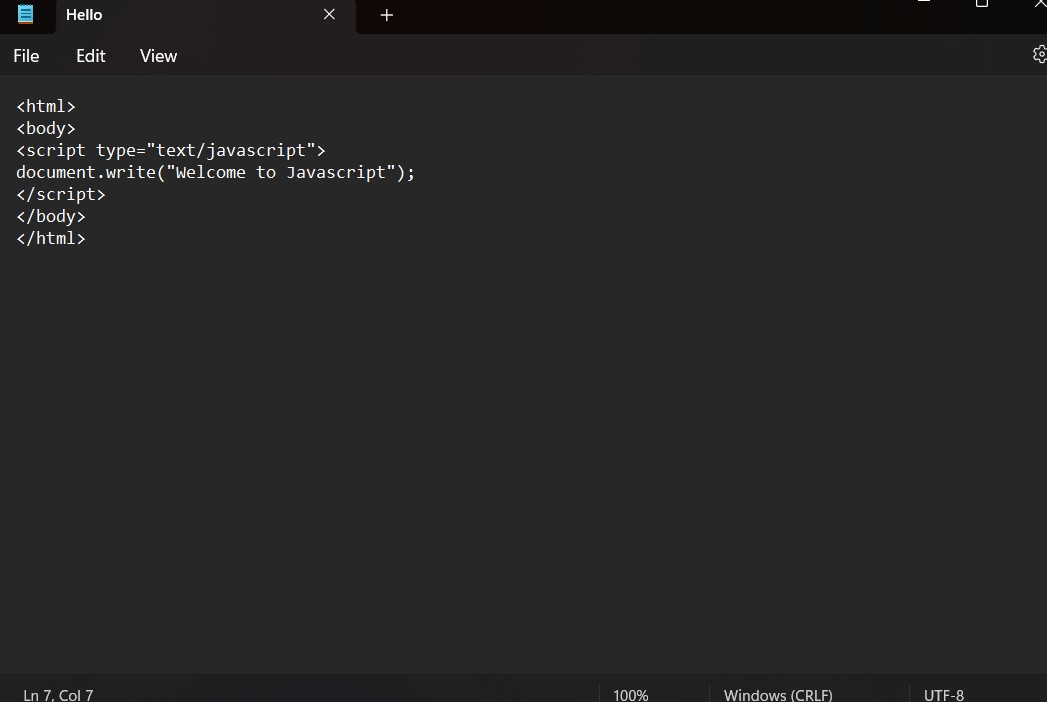 Hello
File Edit View
<html>
<body>
<script type="text/javascript">
document.write("Welcome to Javascript");
</script>
</body>
</html>
Ln 7, Col 7 100% Windows (CRLF) UTF-8